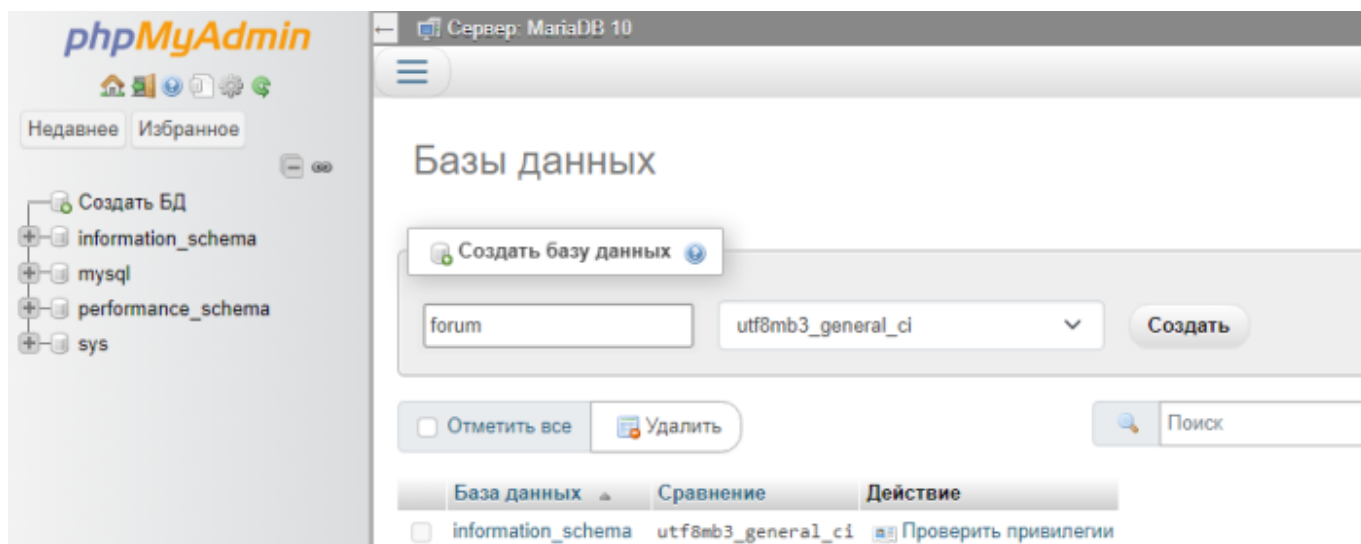 phpMyAdmin
Недавнее Избранное
Создать БД
information_schema
mysql
performance_schema
sys
Сервер: MariaDB 10
Базы данных
Создать базу данных
forum utf8mb3_general_ci Создать
Отметить все Удалить Поиск
База данных Сравнение Действие
information_schema utf8mb3_general_ci Проверить привилегии